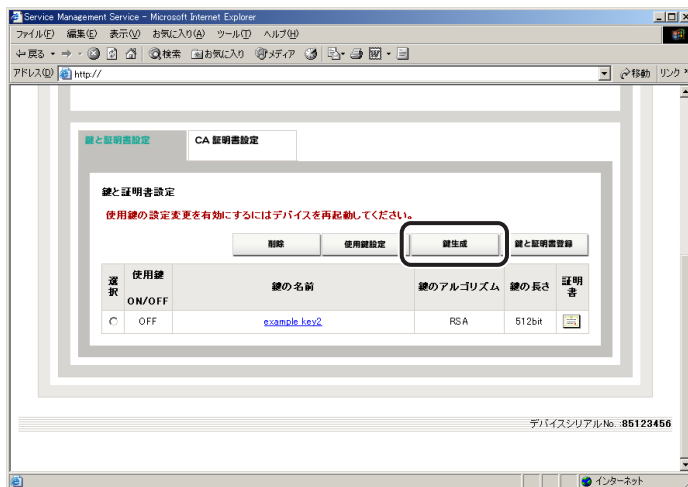 Service Management Service - Microsoft Internet Explorer
ファイル(F) 編集(E) 表示(V) お気に入り(A) ツール(T) ヘルプ(H)
戻る 検索 お気に入り メディア
アドレス(D) http:// 移動 リンク
鍵と証明書設定 CA 証明書設定
鍵と証明書設定
使用鍵の設定変更を有効にするにはデバイスを再起動してください。
削除 使用鍵設定 鍵生成 鍵と証明書登録
選択 使用鍵 ON/OFF 鍵の名前 鍵のアルゴリズム 鍵の長さ 証明書
OFF example key2 RSA 512bit
デバイスシリアルNo. :85123456
インターネット